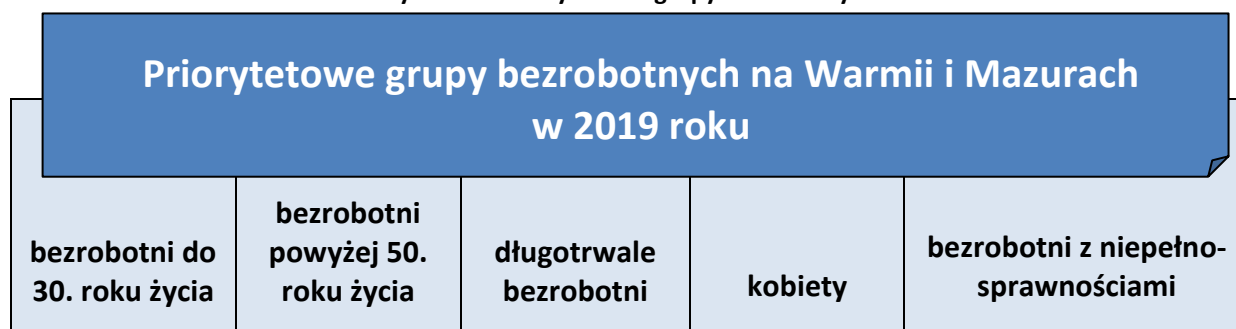 Priorytetowe grupy bezrobotnych na Warmii i Mazurach
w 2019 roku
bezrobotni do
30. roku życia
bezrobotni
powyżej 50.
roku życia
długotrwale
bezrobotni
kobiety
bezrobotni z niepełno-
sprawnościami